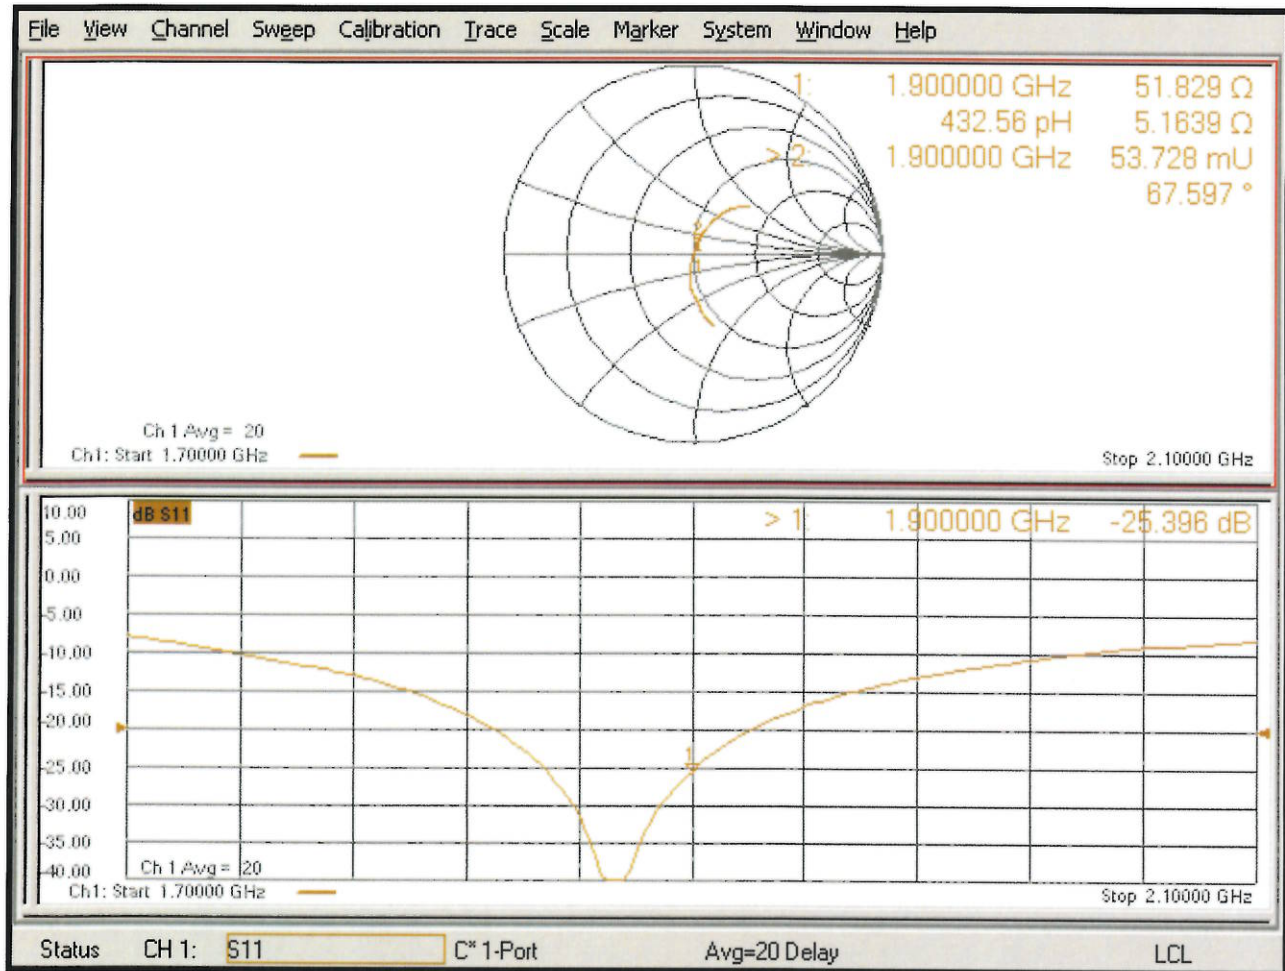 File View Channel Sweep Calibration Trace Scale Marker System Window Help
1: 1.900000 GHz 51.829 Ω
432.56 pH 5.1639 Ω
> 2: 1.900000 GHz 53.728 mU
67.597 °
2
1
Ch 1 Avg = 20
Ch1: Start 1.70000 GHz
Stop 2.10000 GHz
10.00
dB S11
> 1: 1.900000 GHz -25.396 dB
5.00
0.00
-5.00
-10.00
-15.00
-20.00
1
-25.00
-30.00
-35.00
-40.00
Ch 1 Avg = 20
Ch1: Start 1.70000 GHz
Stop 2.10000 GHz
Status CH 1: S11 C* 1-Port Avg=20 Delay LCL